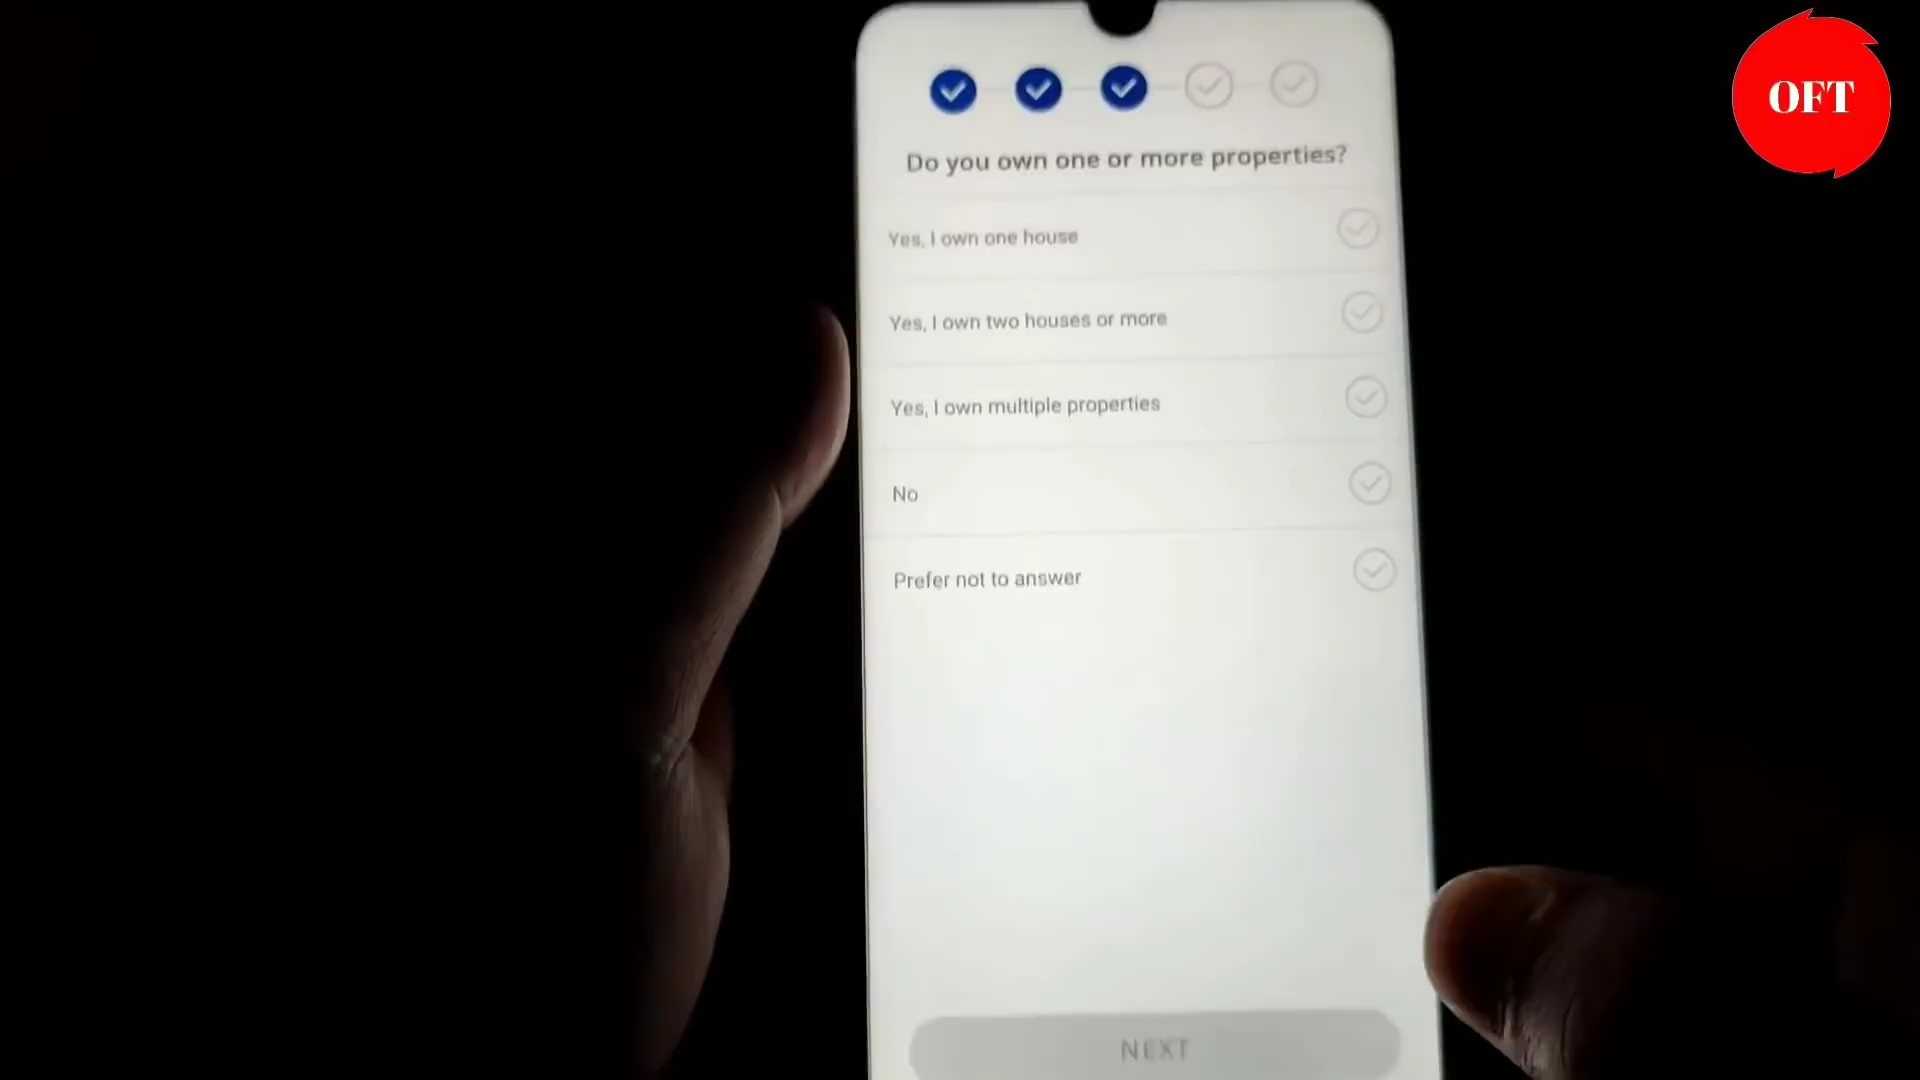 OFT
Do you own one or more properties?
Yes, I own one house
Yes, I own two houses or more
Yes, I own multiple properties
No
Prefer not to answer
NEXT